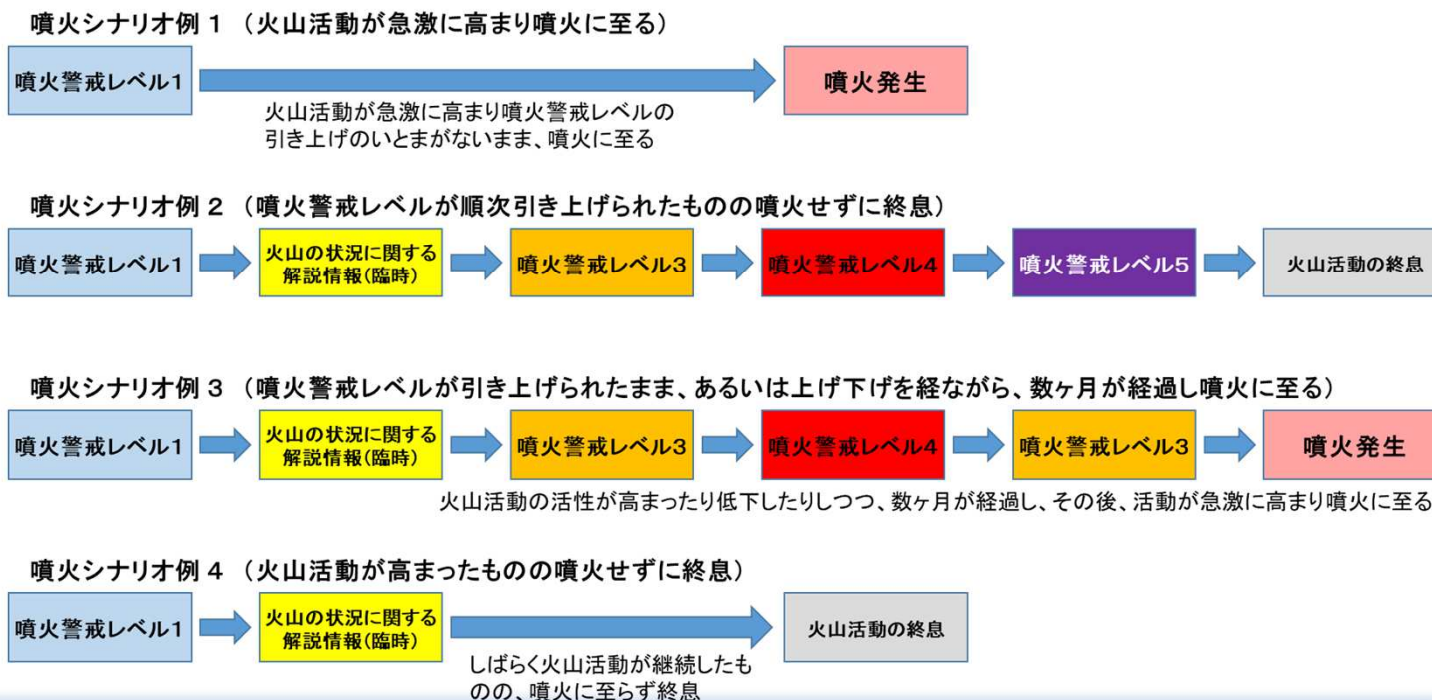 噴火シナリオ例1 (火山活動が急激に高まり噴火に至る)
噴火警戒レベル1
噴火発生
火山活動が急激に高まり噴火警戒レベルの
引き上げのいとまがないまま、噴火に至る
噴火シナリオ例2 (噴火警戒レベルが順次引き上げられたものの噴火せずに終息)
噴火警戒レベル1
火山の状況に関する
解説情報(臨時)
噴火警戒レベル3
噴火警戒レベル4
噴火警戒レベル5
火山活動の終息
噴火シナリオ例3 (噴火警戒レベルが引き上げられたまま、あるいは上げ下げを経ながら、数ヶ月が経過し噴火に至る)
噴火警戒レベル1
火山の状況に関する
解説情報(臨時)
噴火警戒レベル3
噴火警戒レベル4
噴火警戒レベル3
噴火発生
火山活動の活性が高まったり低下したりしつつ、数ヶ月が経過し、その後、活動が急激に高まり噴火に至る
噴火シナリオ例4 (火山活動が高まったものの噴火せずに終息)
噴火警戒レベル1
火山の状況に関する
解説情報(臨時)
火山活動の終息
しばらく火山活動が継続したも
のの、噴火に至らず終息